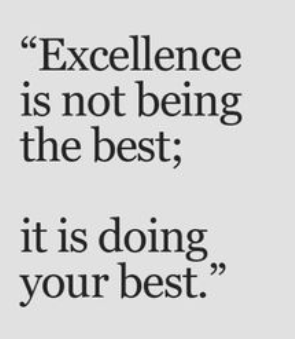 “Excellence
is not being
the best;
it is doing
your best.”